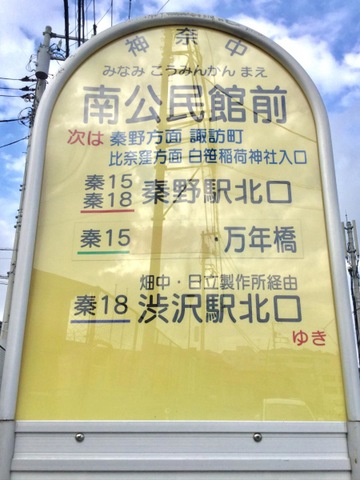 神奈中
みなみ こうみんかん まえ
南公民館前
次は 秦野方面 諏訪町
比奈窪方面 白笹稲荷神社入口
秦15
秦18 秦野駅北口
秦15 ・万年橋
畑中・日立製作所経由
秦18 渋沢駅北口
ゆき